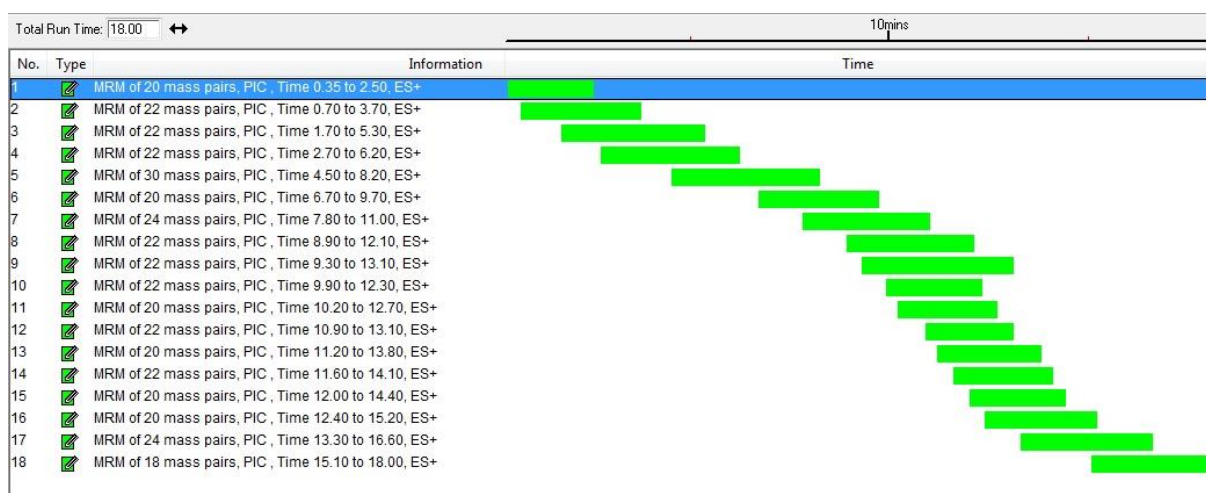 Total Run Time: 18.00
10mins
No. Type Information Time
1 MRM of 20 mass pairs, PIC , Time 0.35 to 2.50, ES+
2 MRM of 22 mass pairs, PIC , Time 0.70 to 3.70, ES+
3 MRM of 22 mass pairs, PIC , Time 1.70 to 5.30, ES+
4 MRM of 22 mass pairs, PIC , Time 2.70 to 6.20, ES+
5 MRM of 30 mass pairs, PIC , Time 4.50 to 8.20, ES+
6 MRM of 20 mass pairs, PIC , Time 6.70 to 9.70, ES+
7 MRM of 24 mass pairs, PIC , Time 7.80 to 11.00, ES+
8 MRM of 22 mass pairs, PIC , Time 8.90 to 12.10, ES+
9 MRM of 22 mass pairs, PIC , Time 9.30 to 13.10, ES+
10 MRM of 22 mass pairs, PIC , Time 9.90 to 12.30, ES+
11 MRM of 20 mass pairs, PIC , Time 10.20 to 12.70, ES+
12 MRM of 22 mass pairs, PIC , Time 10.90 to 13.10, ES+
13 MRM of 20 mass pairs, PIC , Time 11.20 to 13.80, ES+
14 MRM of 22 mass pairs, PIC , Time 11.60 to 14.10, ES+
15 MRM of 20 mass pairs, PIC , Time 12.00 to 14.40, ES+
16 MRM of 20 mass pairs, PIC , Time 12.40 to 15.20, ES+
17 MRM of 24 mass pairs, PIC , Time 13.30 to 16.60, ES+
18 MRM of 18 mass pairs, PIC , Time 15.10 to 18.00, ES+